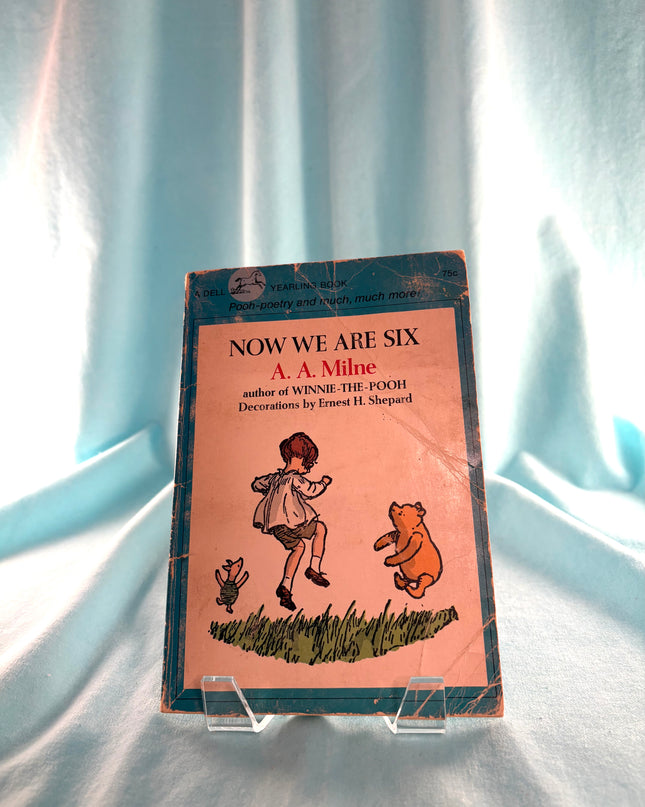 A DELL YEARLING BOOK 75c
Pooh-poetry and much, much more!
NOW WE ARE SIX
A. A. Milne
author of WINNIE-THE-POOH
Decorations by Ernest H. Shepard